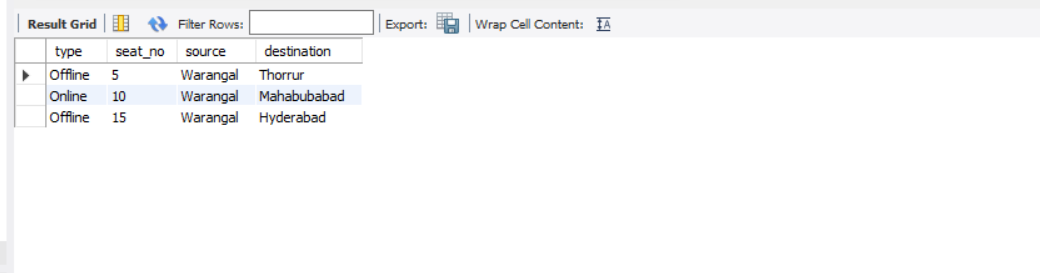 Result Grid Filter Rows: Export: Wrap Cell Content:
type seat_no source destination
Offline 5 Warangal Thorrur
Online 10 Warangal Mahabubabad
Offline 15 Warangal Hyderabad